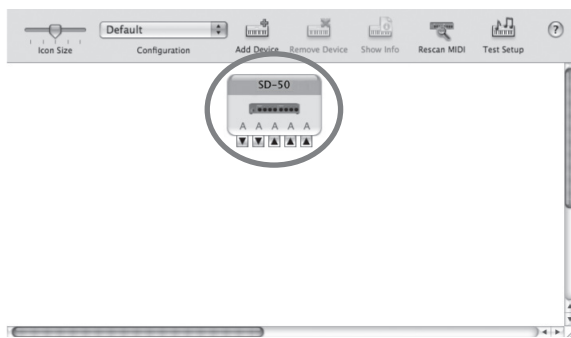 Default
Icon Size Configuration Add Device Remove Device Show Info Rescan MIDI Test Setup ?
SD-50
A A A A A